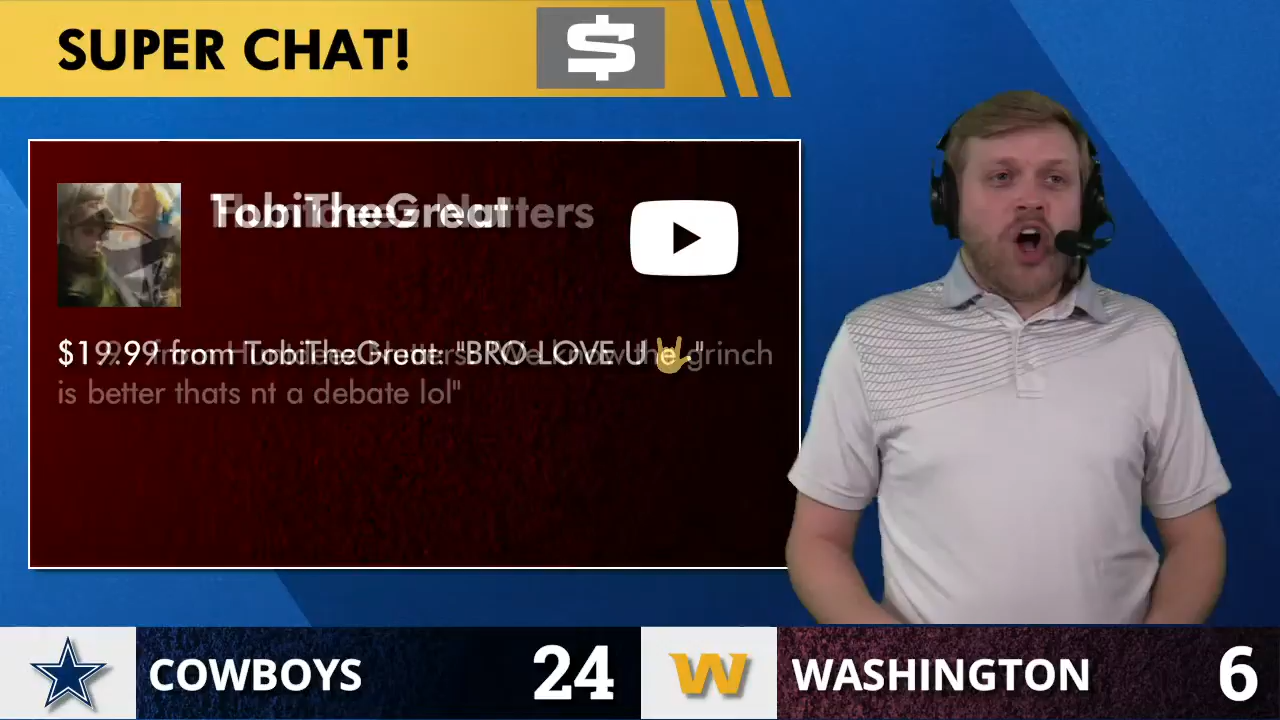 SUPER CHAT!
TobiTheGreat
$19.99 from TobiTheGreat: "BRO LOVE U 🤟"
is better thats nt a debate lol"
COWBOYS 24 W WASHINGTON 6